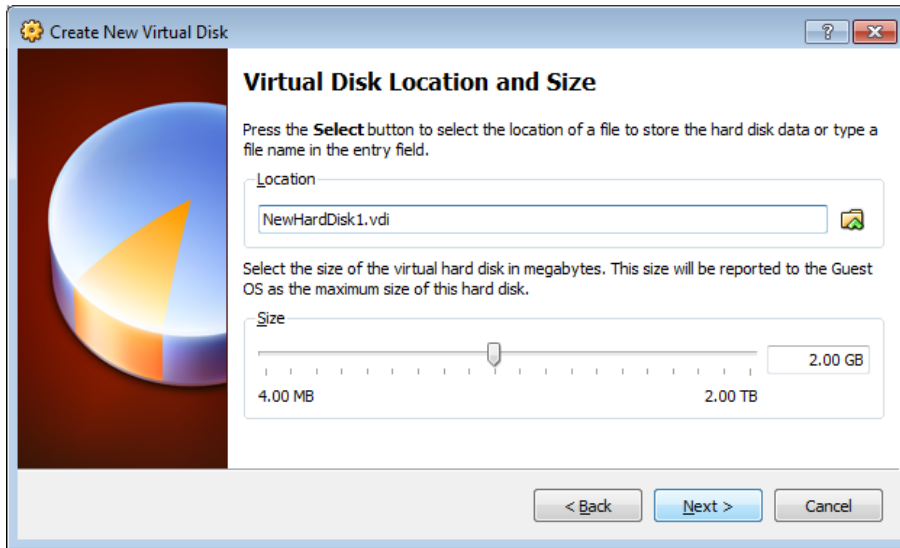 Create New Virtual Disk
Virtual Disk Location and Size
Press the Select button to select the location of a file to store the hard disk data or type a
file name in the entry field.
Location
NewHardDisk1.vdi
Select the size of the virtual hard disk in megabytes. This size will be reported to the Guest
OS as the maximum size of this hard disk.
Size
2.00 GB
4.00 MB 2.00 TB
< Back Next > Cancel